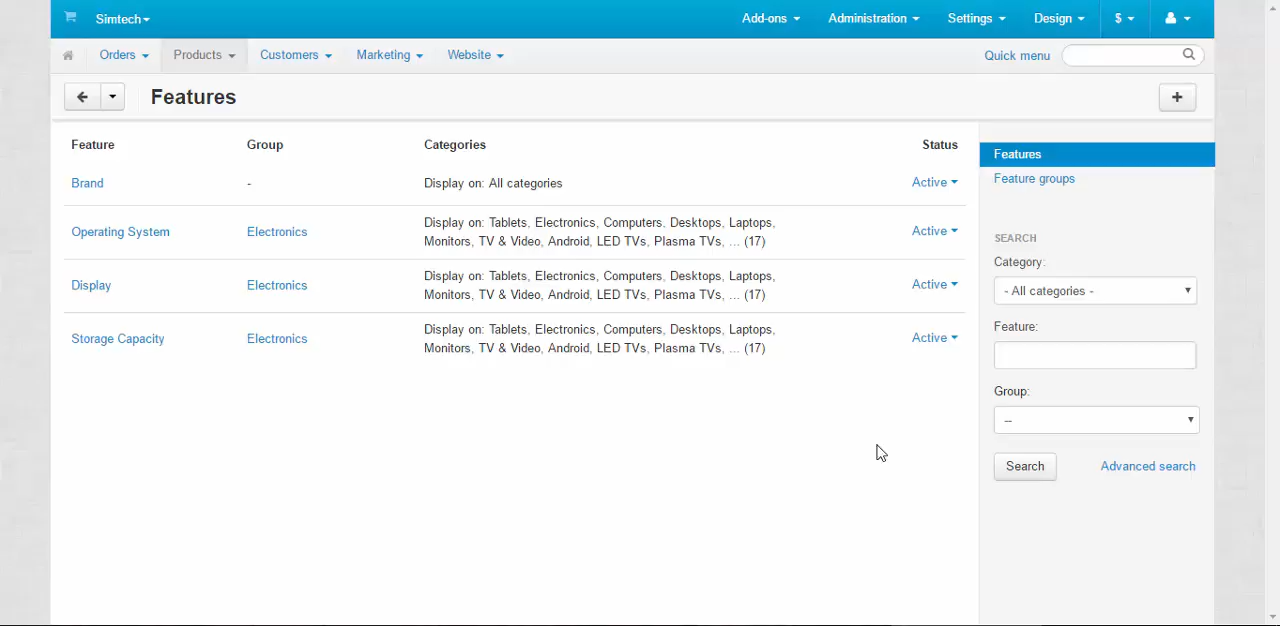 Simtech Add-ons Administration Settings Design $
Orders Products Customers Marketing Website Quick menu
Features
Feature Group Categories Status
Brand - Display on: All categories Active
Operating System Electronics Display on: Tablets, Electronics, Computers, Desktops, Laptops, Active
Monitors, TV & Video, Android, LED TVs, Plasma TVs, ... (17)
Display Electronics Display on: Tablets, Electronics, Computers, Desktops, Laptops, Active
Monitors, TV & Video, Android, LED TVs, Plasma TVs, ... (17)
Storage Capacity Electronics Display on: Tablets, Electronics, Computers, Desktops, Laptops, Active
Monitors, TV & Video, Android, LED TVs, Plasma TVs, ... (17)
Features
Feature groups
SEARCH
Category:
- All categories -
Feature:
Group:
--
Search Advanced search